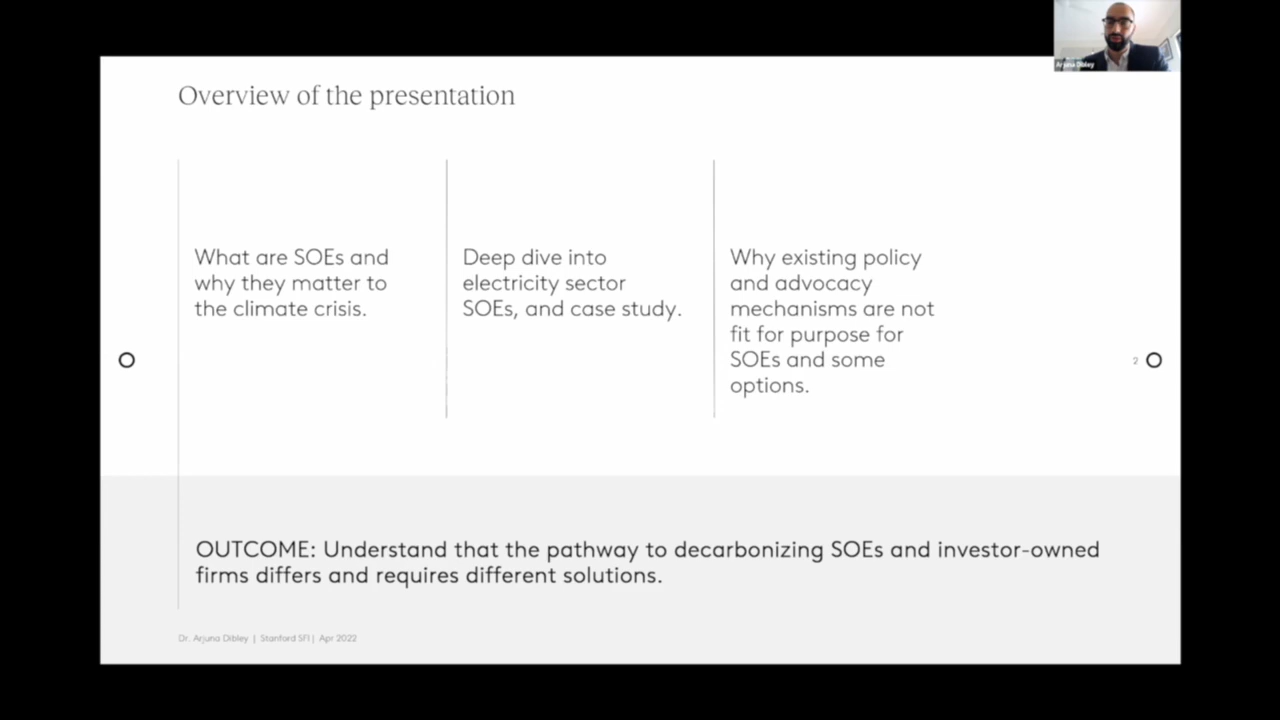 Arjuna Dibley
Overview of the presentation
What are SOEs and
why they matter to
the climate crisis.
Deep dive into
electricity sector
SOEs, and case study.
Why existing policy
and advocacy
mechanisms are not
fit for purpose for
SOEs and some
options.
2
OUTCOME: Understand that the pathway to decarbonizing SOEs and investor-owned
firms differs and requires different solutions.
Dr. Arjuna Dibley | Stanford SFI | Apr 2022